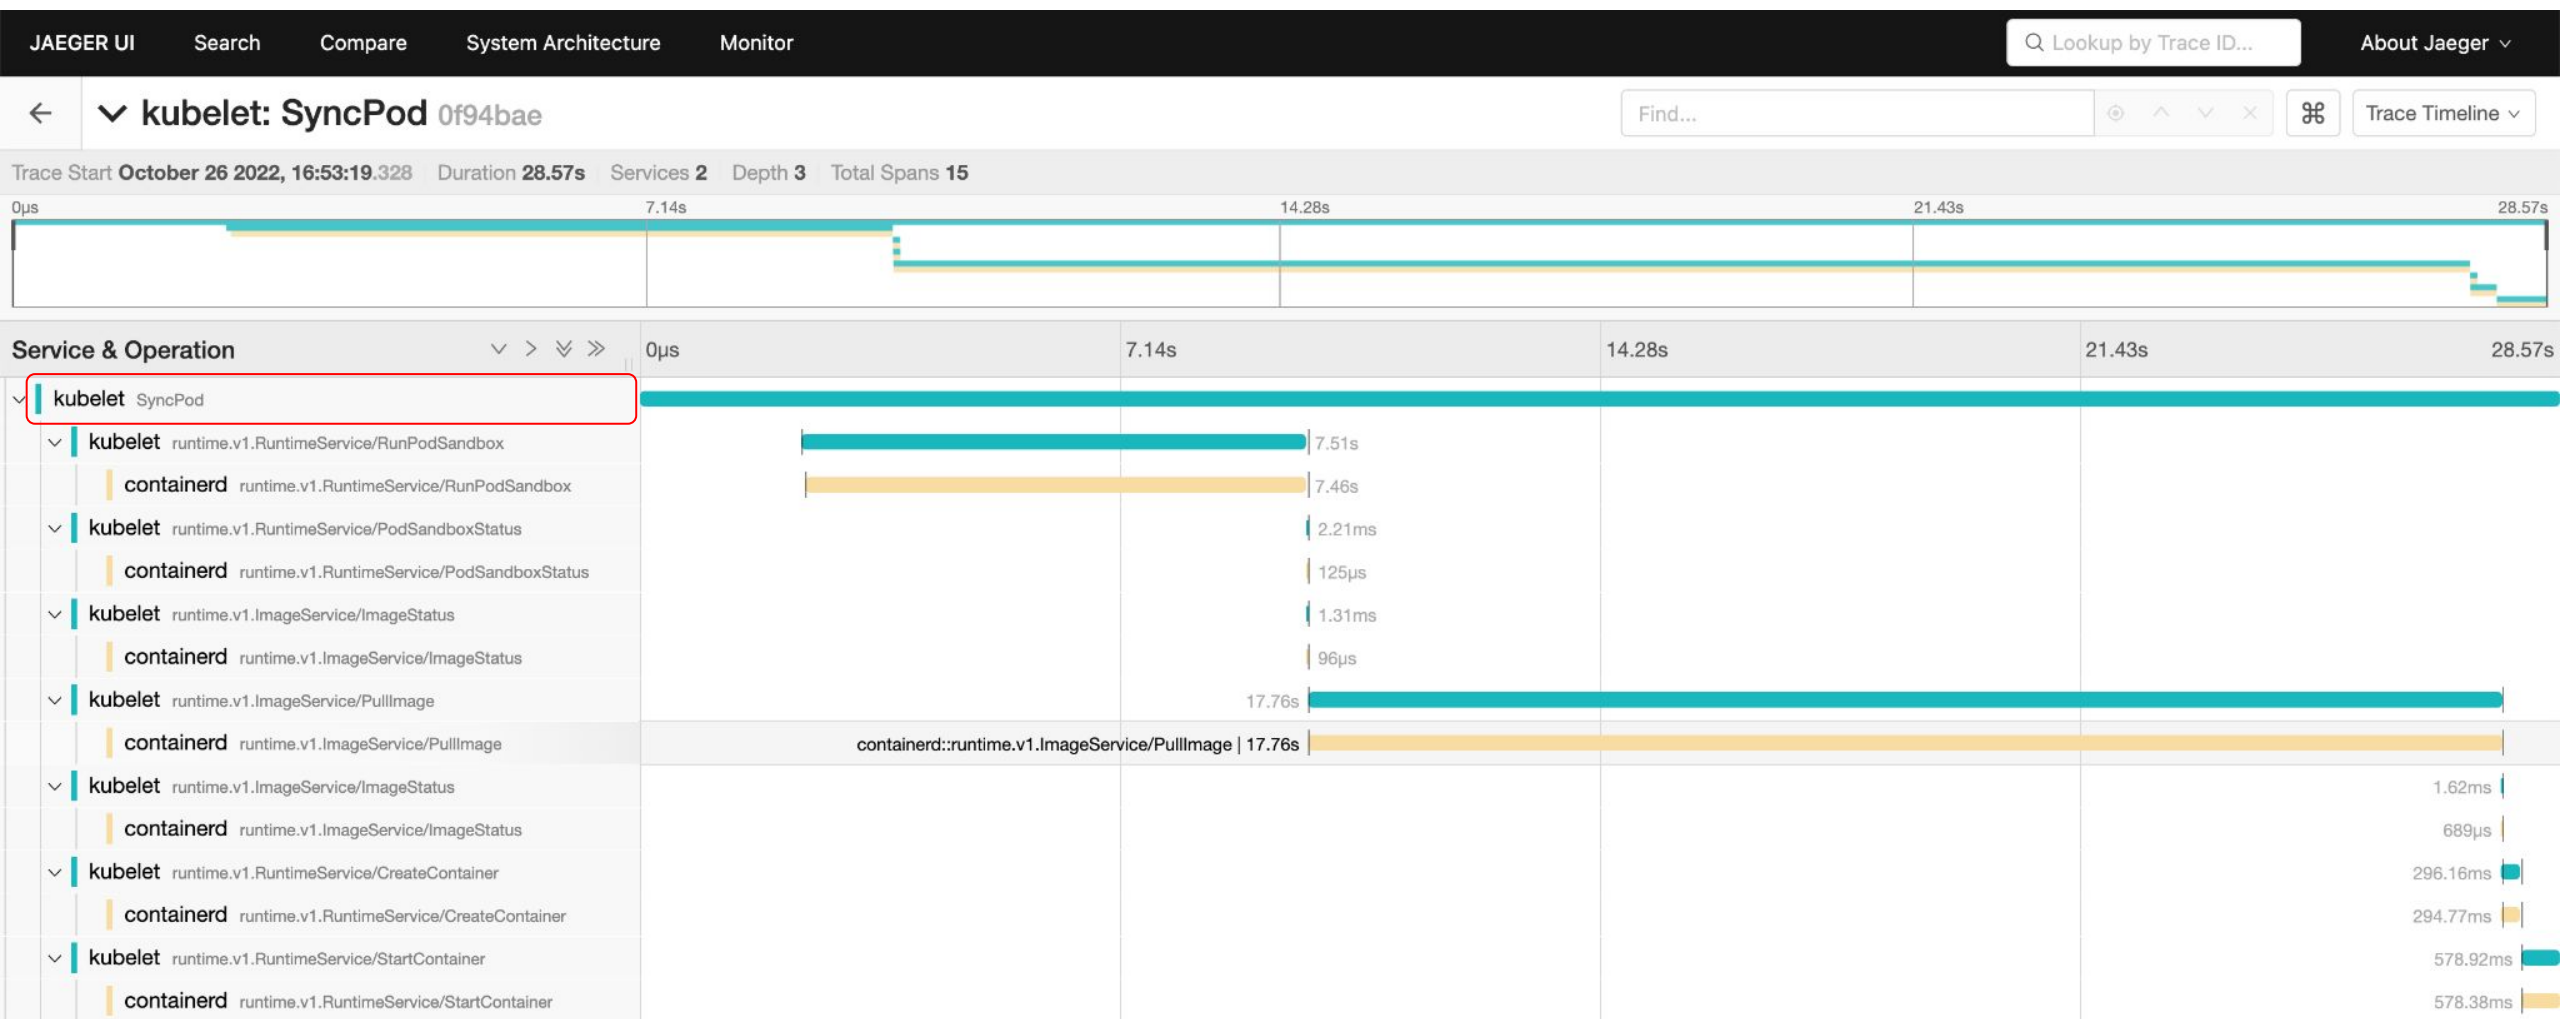 JAEGER UI Search Compare System Architecture Monitor Lookup by Trace ID... About Jaeger
kubelet: SyncPod 0f94bae Find... ⌘ Trace Timeline
Trace Start October 26 2022, 16:53:19.328 Duration 28.57s Services 2 Depth 3 Total Spans 15
0μs 7.14s 14.28s 21.43s 28.57s
Service & Operation 0μs 7.14s 14.28s 21.43s 28.57s
kubelet SyncPod
kubelet runtime.v1.RuntimeService/RunPodSandbox 7.51s
containerd runtime.v1.RuntimeService/RunPodSandbox 7.46s
kubelet runtime.v1.RuntimeService/PodSandboxStatus 2.21ms
containerd runtime.v1.RuntimeService/PodSandboxStatus 125μs
kubelet runtime.v1.ImageService/ImageStatus 1.31ms
containerd runtime.v1.ImageService/ImageStatus 96μs
kubelet runtime.v1.ImageService/PullImage 17.76s
containerd runtime.v1.ImageService/PullImage containerd::runtime.v1.ImageService/PullImage | 17.76s
kubelet runtime.v1.ImageService/ImageStatus 1.62ms
containerd runtime.v1.ImageService/ImageStatus 689μs
kubelet runtime.v1.RuntimeService/CreateContainer 296.16ms
containerd runtime.v1.RuntimeService/CreateContainer 294.77ms
kubelet runtime.v1.RuntimeService/StartContainer 578.92ms
containerd runtime.v1.RuntimeService/StartContainer 578.38ms